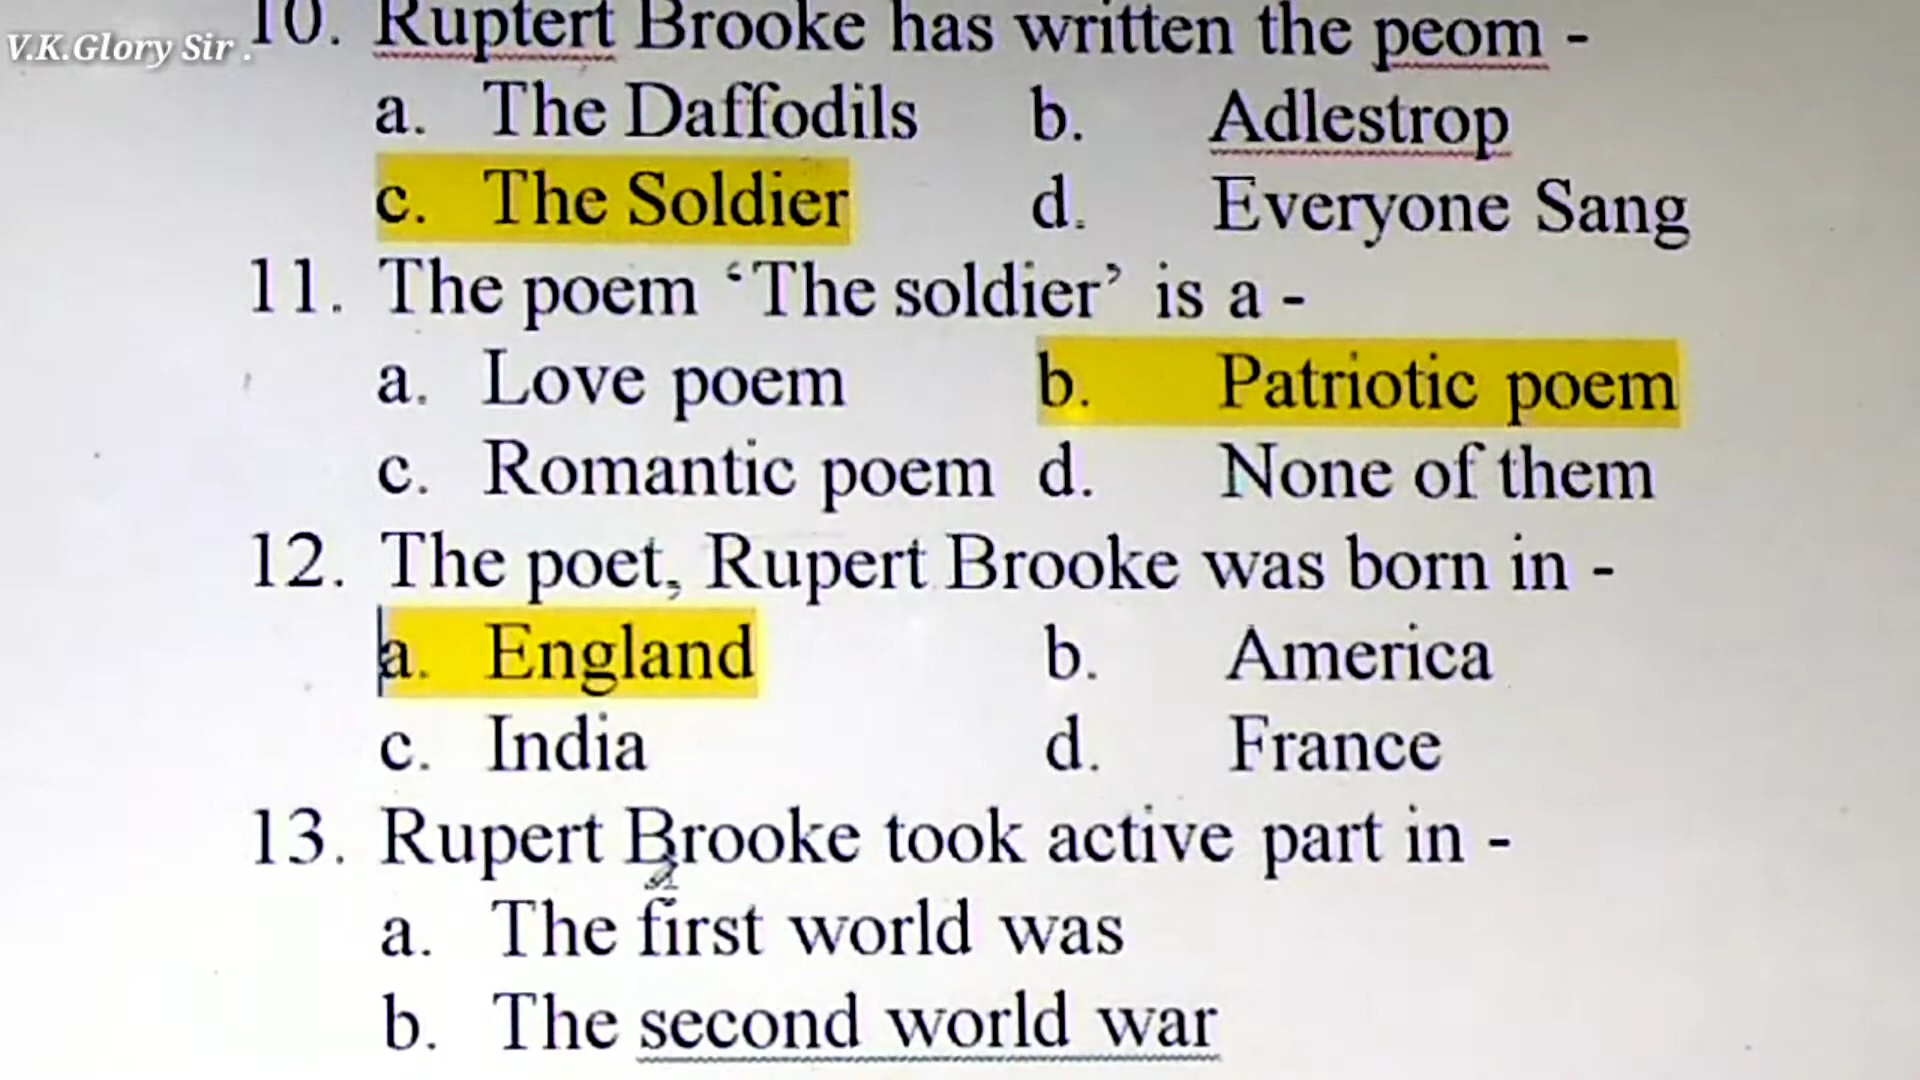 V.K.Glory Sir .
10. Ruptert Brooke has written the peom -
a. The Daffodils b. Adlestrop
c. The Soldier d. Everyone Sang
11. The poem ‘The soldier’ is a -
a. Love poem b. Patriotic poem
c. Romantic poem d. None of them
12. The poet, Rupert Brooke was born in -
a. England b. America
c. India d. France
13. Rupert Brooke took active part in -
a. The first world was
b. The second world war